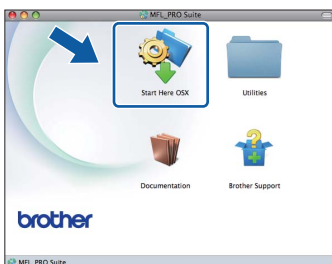 MFL_PRO Suite
Start Here OSX
Utilities
Documentation
Brother Support
brother
MFL_PRO Suite